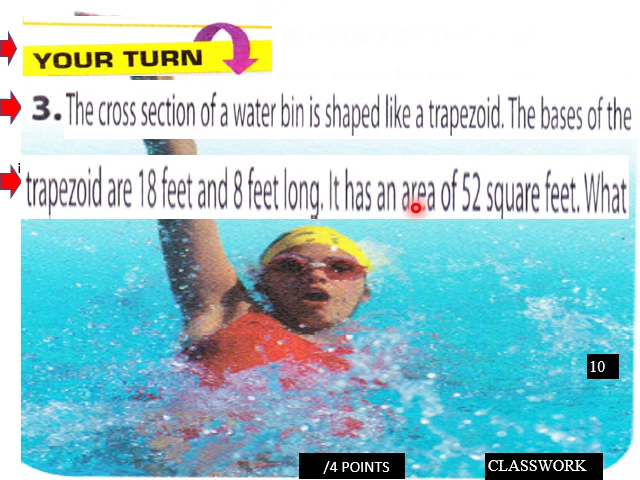 YOUR TURN
3. The cross section of a water bin is shaped like a trapezoid. The bases of the
i
trapezoid are 18 feet and 8 feet long. It has an area of 52 square feet. What
10
/4 POINTS
CLASSWORK